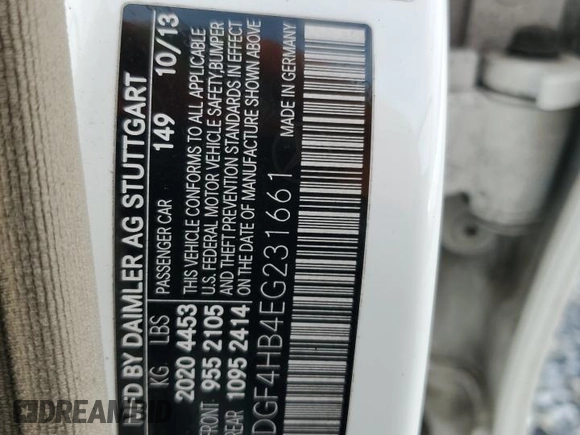 MFD BY DAIMLER AG STUTTGART
149 10/13
KG LBS PASSENGER CAR
2020 4453
FRONT 955 2105
REAR 1095 2414
THIS VEHICLE CONFORMS TO ALL APPLICABLE
U.S. FEDERAL MOTOR VEHICLE SAFETY, BUMPER
AND THEFT PREVENTION STANDARDS IN EFFECT
ON THE DATE OF MANUFACTURE SHOWN ABOVE
MADE IN GERMANY
DGF4HB4EG231661
DREAMBID